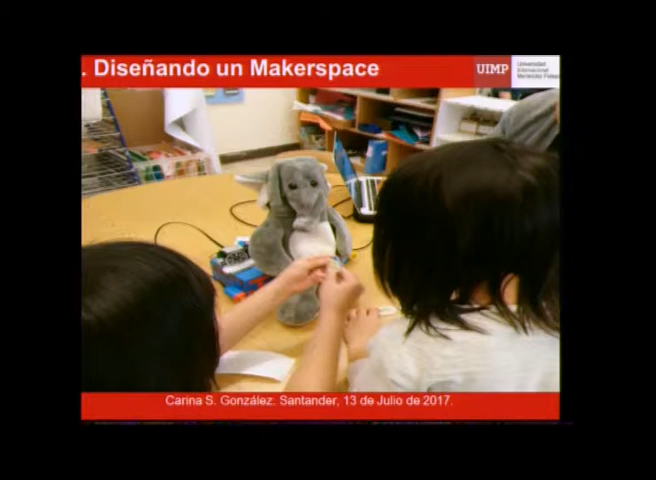 . Diseñando un Makerspace
UIMP
Universidad
Internacional
Menéndez Pelayo
Carina S. González. Santander, 13 de Julio de 2017.